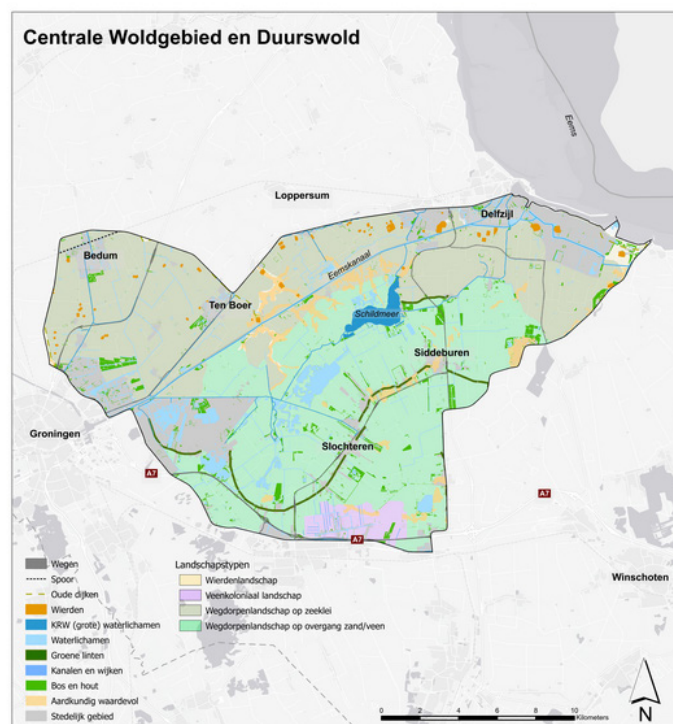 Centrale Woldgebied en Duurswold
Eems
Loppersum
Delfzijl
Bedum
Eemskanaal
Ten Boer
Schildmeer
Siddeburen
Groningen
Slochteren
A7
A7
A7
Winschoten
Wegen
Spoor
Oude dijken
Wierden
KRW (grote) waterlichamen
Waterlichamen
Groene linten
Kanalen en wijken
Bos en hout
Aardkundig waardevol
Stedelijk gebied
Landschapstypen
Wierdenlandschap
Veenkoloniaal landschap
Wegdorpenlandschap op zeeklei
Wegdorpenlandschap op overgang zand/veen
0 2 4 6 8 10
Kilometers
N